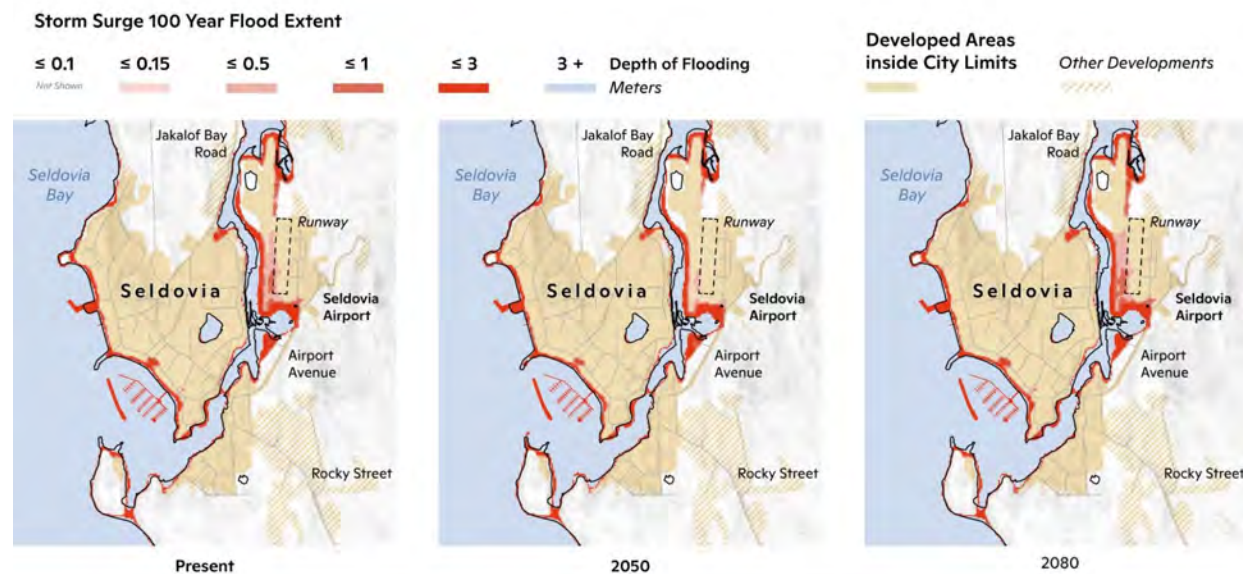 Storm Surge 100 Year Flood Extent
≤ 0.1 ≤ 0.15 ≤ 0.5 ≤ 1 ≤ 3 3 + Depth of Flooding
Not Shown Meters
Developed Areas
inside City Limits
Other Developments
Jakalof Bay
Road
Seldovia
Bay
Runway
Seldovia
Seldovia
Airport
Airport
Avenue
Rocky Street
Present
Jakalof Bay
Road
Seldovia
Bay
Runway
Seldovia
Seldovia
Airport
Airport
Avenue
Rocky Street
2050
Jakalof Bay
Road
Seldovia
Bay
Runway
Seldovia
Seldovia
Airport
Airport
Avenue
Rocky Street
2080